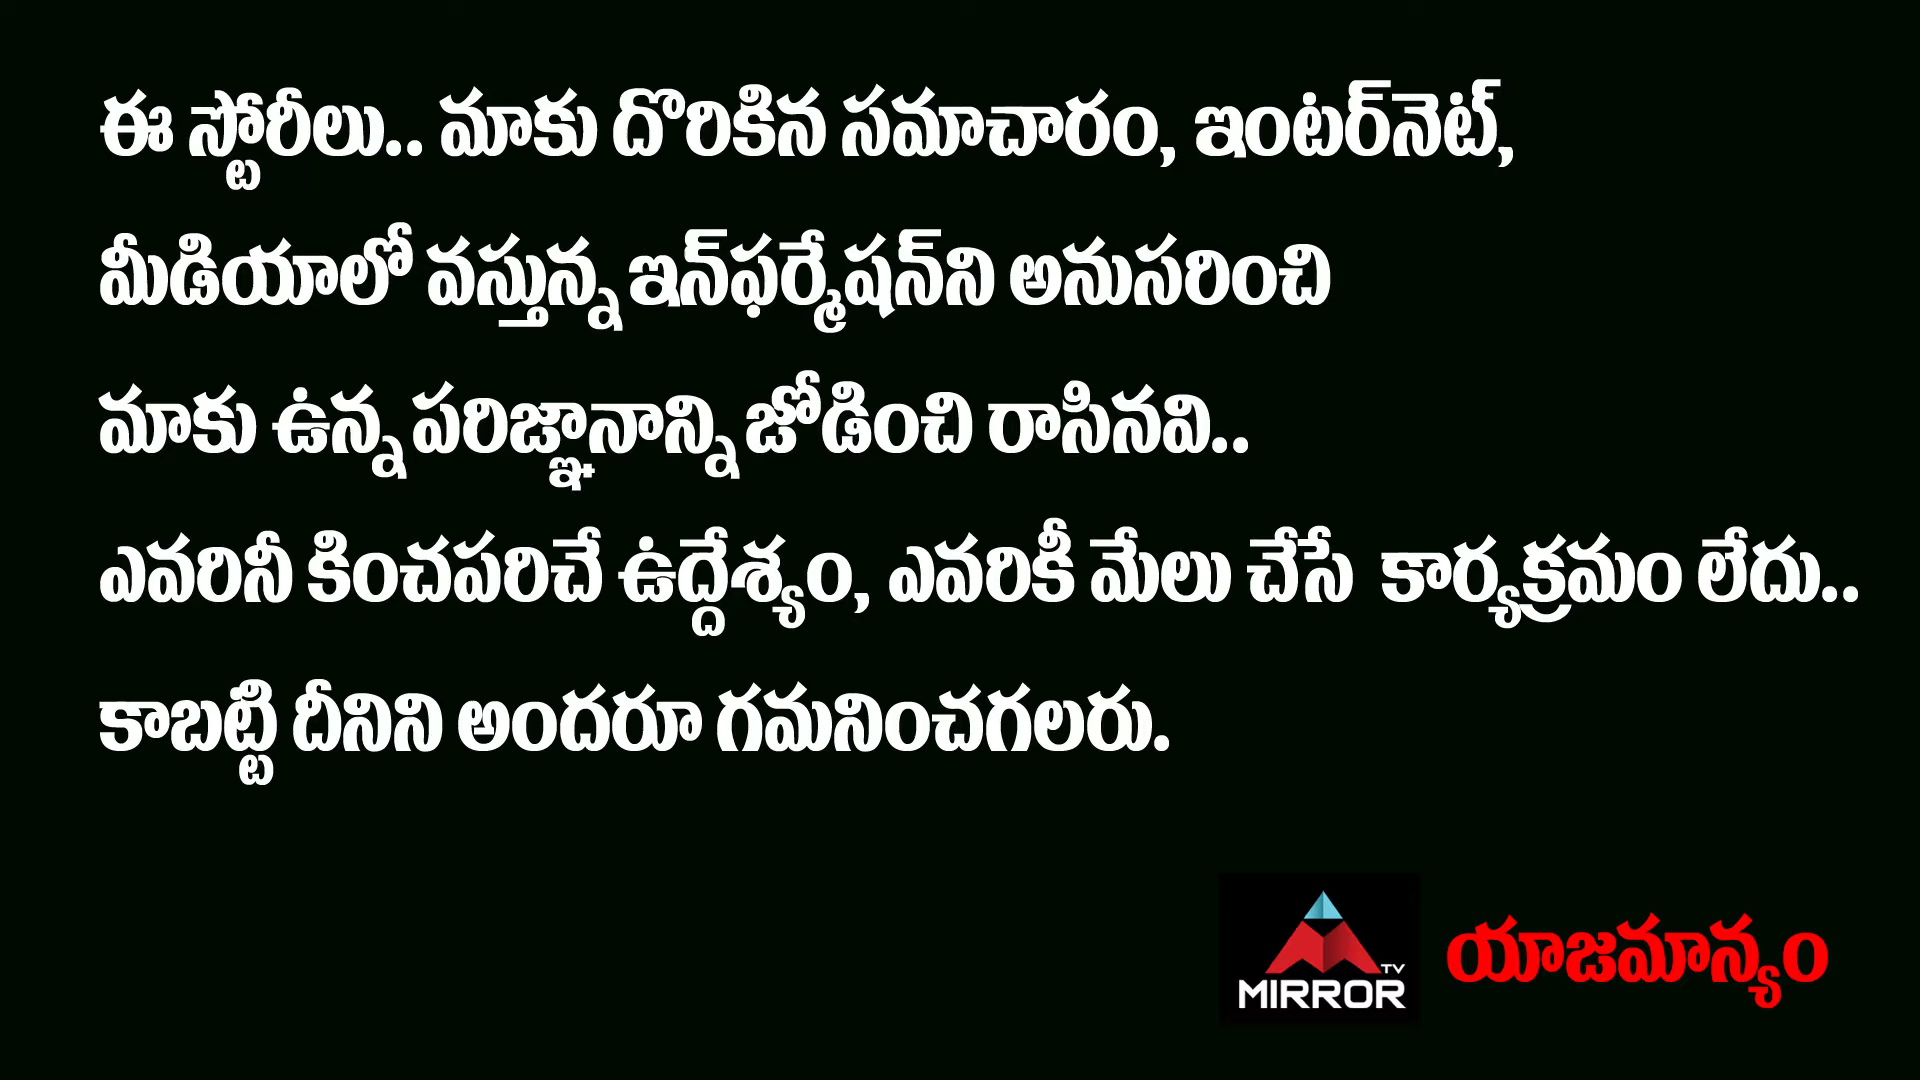 ఈ స్టోరీలు.. మాకు దొరికిన సమాచారం, ఇంటర్‌నెట్,
మీడియాలో వస్తున్న ఇన్‌ఫర్మేషన్‌ని అనుసరించి
మాకు ఉన్న పరిజ్ఞానాన్ని జోడించి రాసినవి..
ఎవరినీ కించపరిచే ఉద్దేశ్యం, ఎవరికీ మేలు చేసే కార్యక్రమం లేదు..
కాబట్టి దీనిని అందరూ గమనించగలరు.
TV
MIRROR
యాజమాన్యం